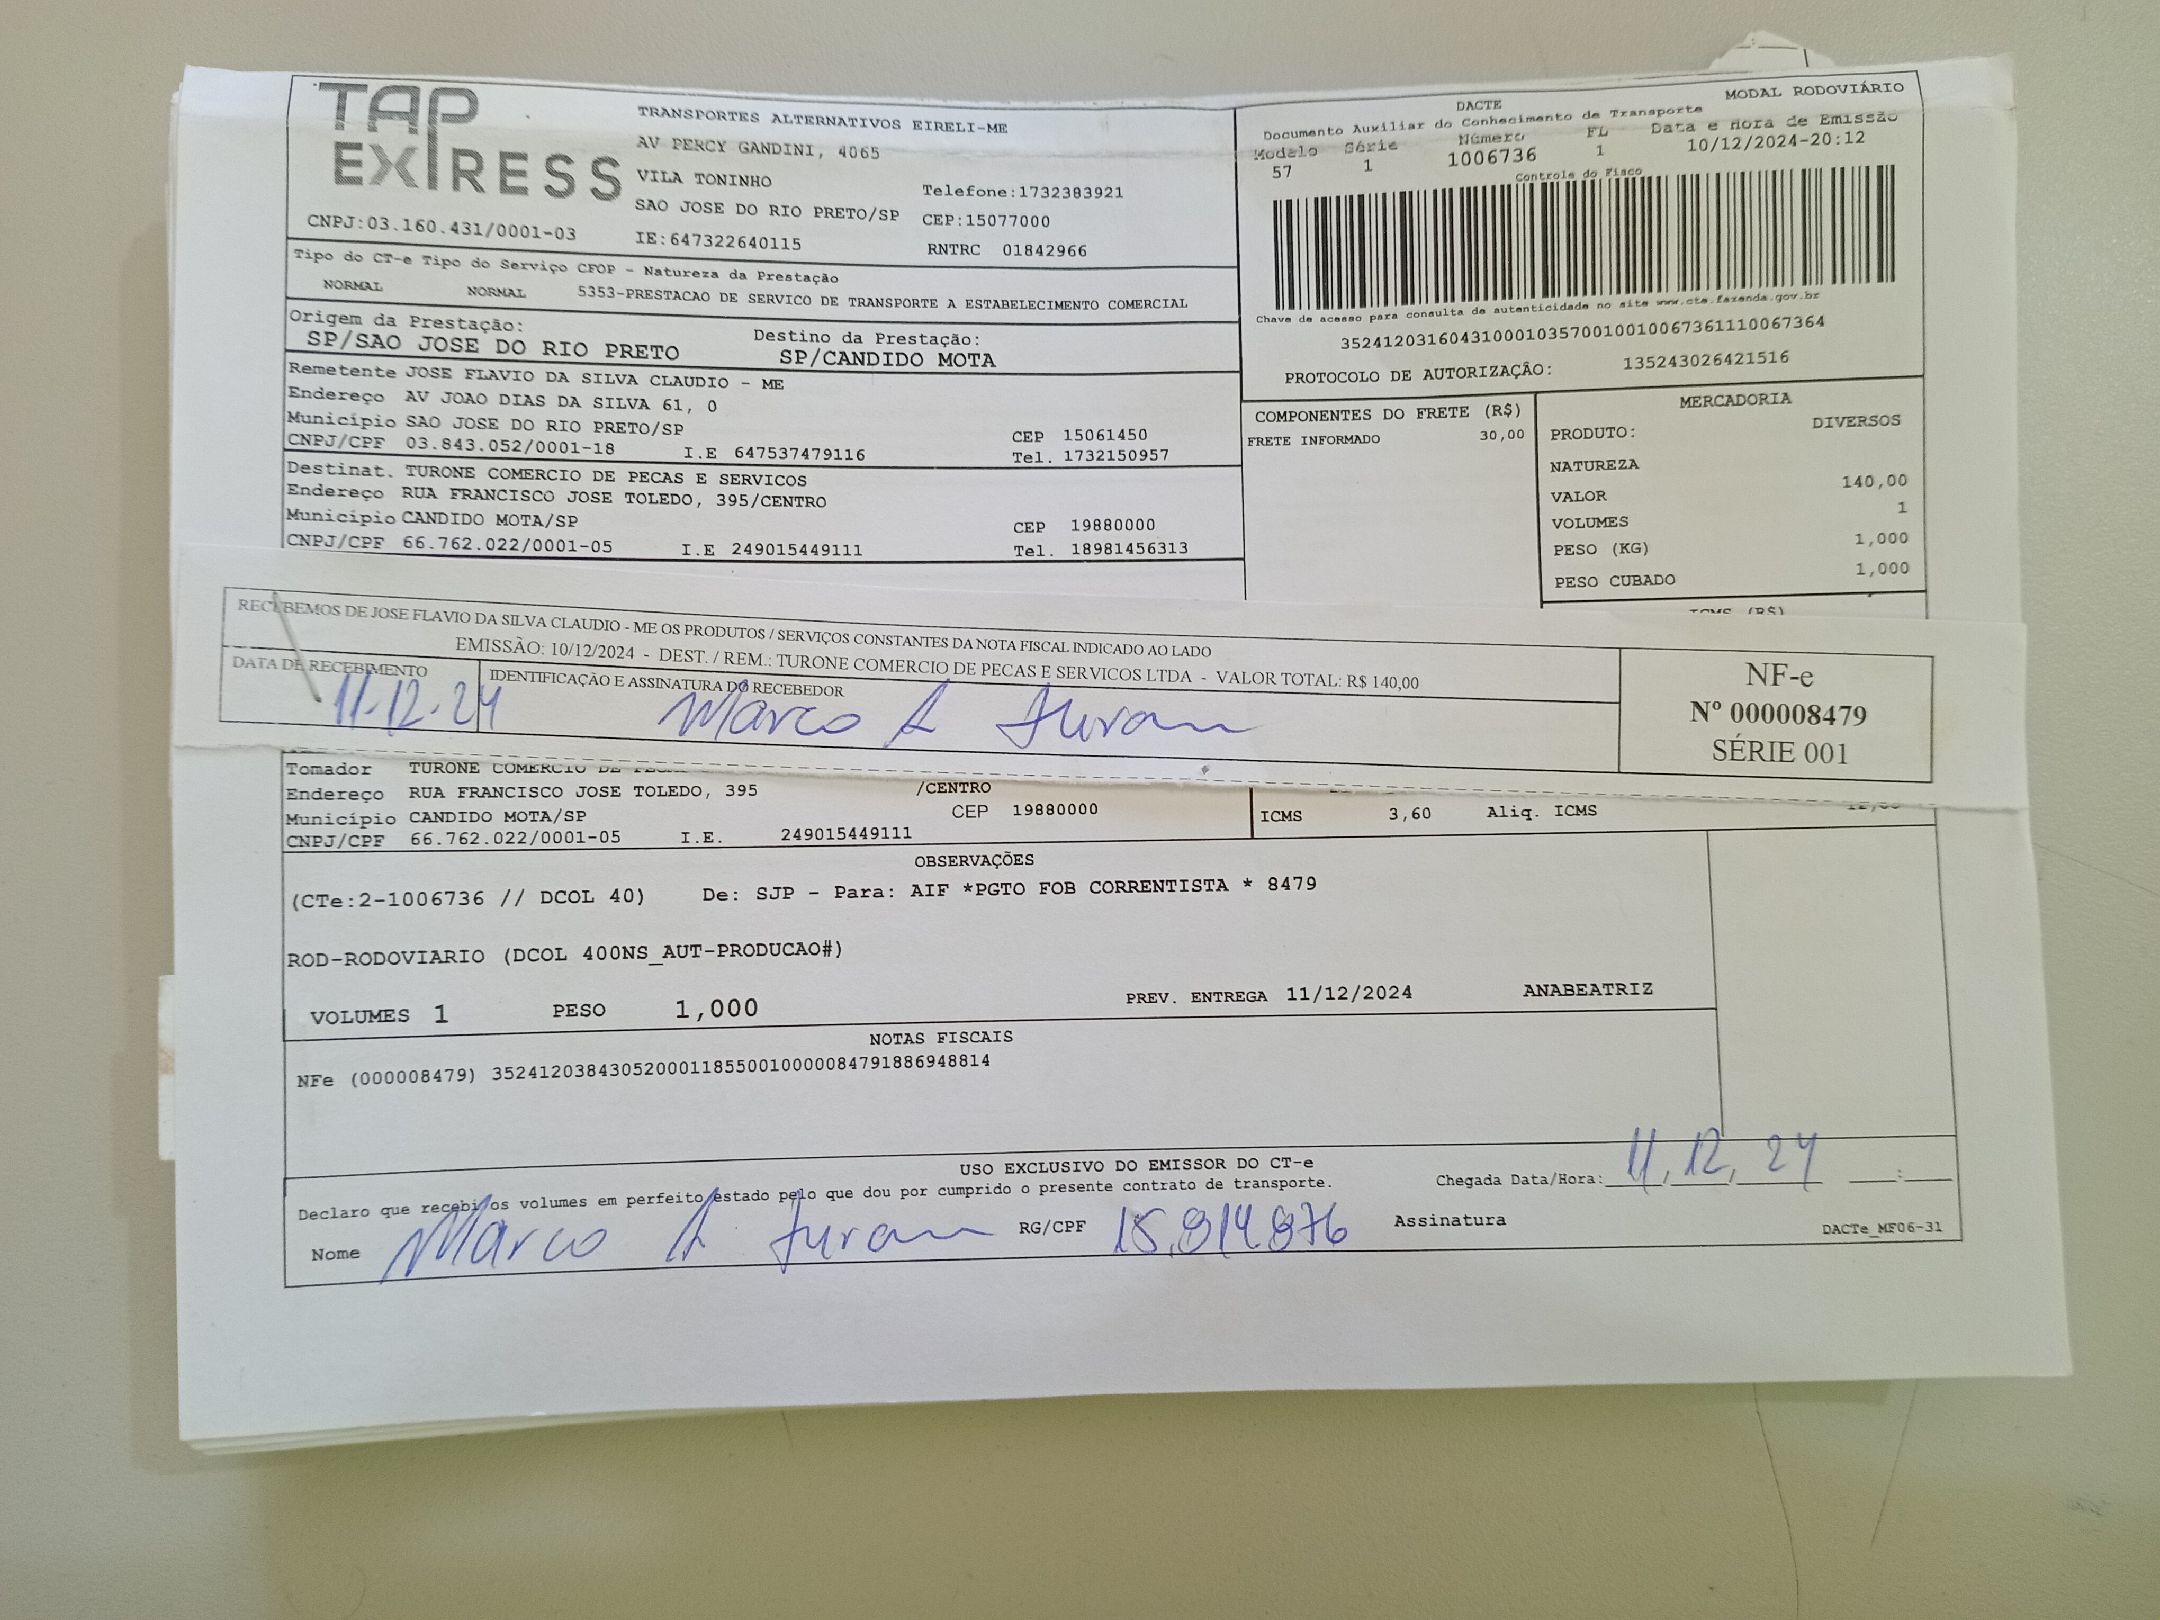 TAP EXPRESS
CNPJ:03.160.431/0001-03
TRANSPORTES ALTERNATIVOS EIRELI-ME
AV PERCY GANDINI, 4065
VILA TONINHO
SAO JOSE DO RIO PRETO/SP
IE:647322640115
Telefone:1732383921
CEP:15077000
RNTRC 01842966
MODAL RODOVIÁRIO
DACTE
Documento Auxiliar do Conhecimento de Transporte
Modelo Série Número FL Data e Hora de Emissão
57 1 1006736 1 10/12/2024-20:12
Controle do Fisco
Chave de acesso para consulta de autenticidade no site www.cte.fazenda.gov.br
35241203160431000103570010010067361110067364
PROTOCOLO DE AUTORIZAÇÃO: 135243026421516
Tipo do CT-e Tipo do Serviço CFOP - Natureza da Prestação
NORMAL NORMAL 5353-PRESTACAO DE SERVICO DE TRANSPORTE A ESTABELECIMENTO COMERCIAL
Origem da Prestação: Destino da Prestação:
SP/SAO JOSE DO RIO PRETO SP/CANDIDO MOTA
Remetente JOSE FLAVIO DA SILVA CLAUDIO - ME
Endereço AV JOAO DIAS DA SILVA 61, 0
Município SAO JOSE DO RIO PRETO/SP CEP 15061450
CNPJ/CPF 03.843.052/0001-18 I.E 647537479116 Tel. 1732150957
Destinat. TURONE COMERCIO DE PECAS E SERVICOS
Endereço RUA FRANCISCO JOSE TOLEDO, 395/CENTRO
Município CANDIDO MOTA/SP CEP 19880000
CNPJ/CPF 66.762.022/0001-05 I.E 249015449111 Tel. 18981456313
COMPONENTES DO FRETE (R$)
FRETE INFORMADO 30,00
MERCADORIA
PRODUTO: DIVERSOS
NATUREZA
VALOR 140,00
VOLUMES 1
PESO (KG) 1,000
PESO CUBADO 1,000
ICMS (R$)
RECEBEMOS DE JOSE FLAVIO DA SILVA CLAUDIO - ME OS PRODUTOS / SERVIÇOS CONSTANTES DA NOTA FISCAL INDICADO AO LADO
EMISSÃO: 10/12/2024 - DEST. / REM.: TURONE COMERCIO DE PECAS E SERVICOS LTDA - VALOR TOTAL: R$ 140,00
DATA DE RECEBIMENTO IDENTIFICAÇÃO E ASSINATURA DO RECEBEDOR
11-12-24 Marco A Turon
NF-e
Nº 000008479
SÉRIE 001
Tomador TURONE COMERCIO DE
Endereço RUA FRANCISCO JOSE TOLEDO, 395 /CENTRO
Município CANDIDO MOTA/SP CEP 19880000
CNPJ/CPF 66.762.022/0001-05 I.E. 249015449111
ICMS 3,60 Aliq. ICMS
OBSERVAÇÕES
(CTe:2-1006736 // DCOL 40) De: SJP - Para: AIF *PGTO FOB CORRENTISTA * 8479
ROD-RODOVIARIO (DCOL 400NS_AUT-PRODUCAO#)
VOLUMES 1 PESO 1,000 PREV. ENTREGA 11/12/2024 ANABEATRIZ
NOTAS FISCAIS
NFe (000008479) 35241203843052000118550010000084791886948814
USO EXCLUSIVO DO EMISSOR DO CT-e
Declaro que recebi os volumes em perfeito estado pelo que dou por cumprido o presente contrato de transporte.
Chegada Data/Hora: 11, 12, 24 :
Nome Marco A Turon RG/CPF 15.814.876 Assinatura
DACTe_MF06-31